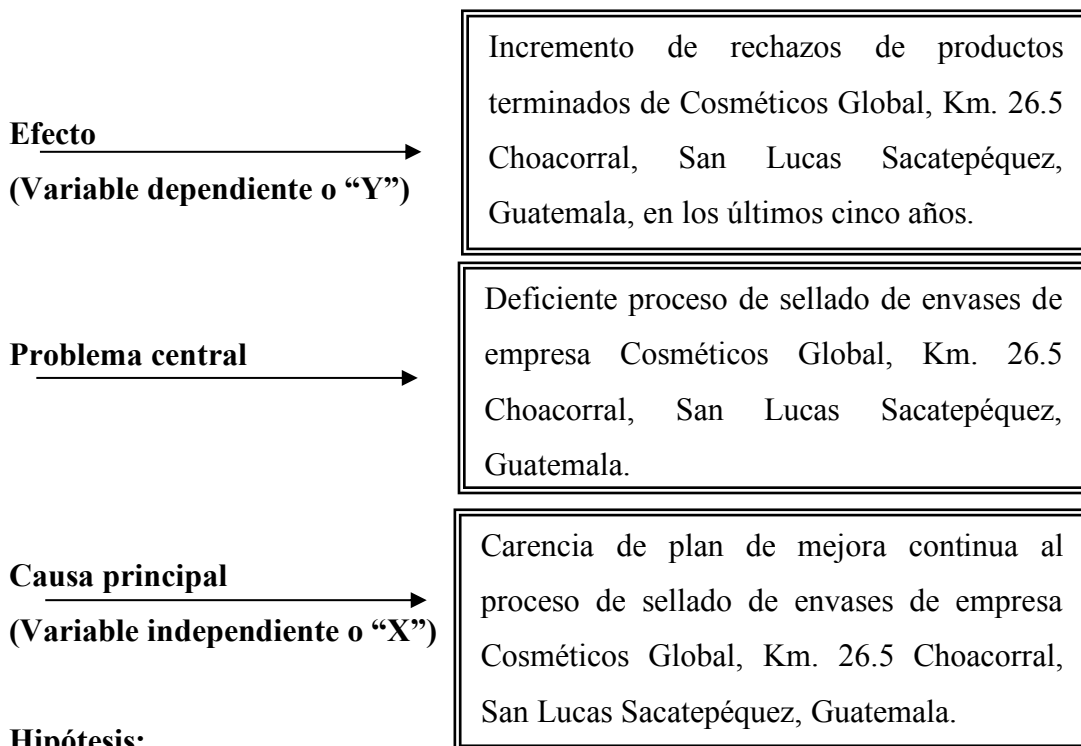 Incremento de rechazos de productos
terminados de Cosméticos Global, Km. 26.5
Choacorral, San Lucas Sacatepéquez,
Guatemala, en los últimos cinco años.
Efecto
(Variable dependiente o “Y”)
Deficiente proceso de sellado de envases de
empresa Cosméticos Global, Km. 26.5
Choacorral, San Lucas Sacatepéquez,
Guatemala.
Problema central
Carencia de plan de mejora continua al
proceso de sellado de envases de empresa
Cosméticos Global, Km. 26.5 Choacorral,
San Lucas Sacatepéquez, Guatemala.
Causa principal
(Variable independiente o “X”)
Hipótesis: